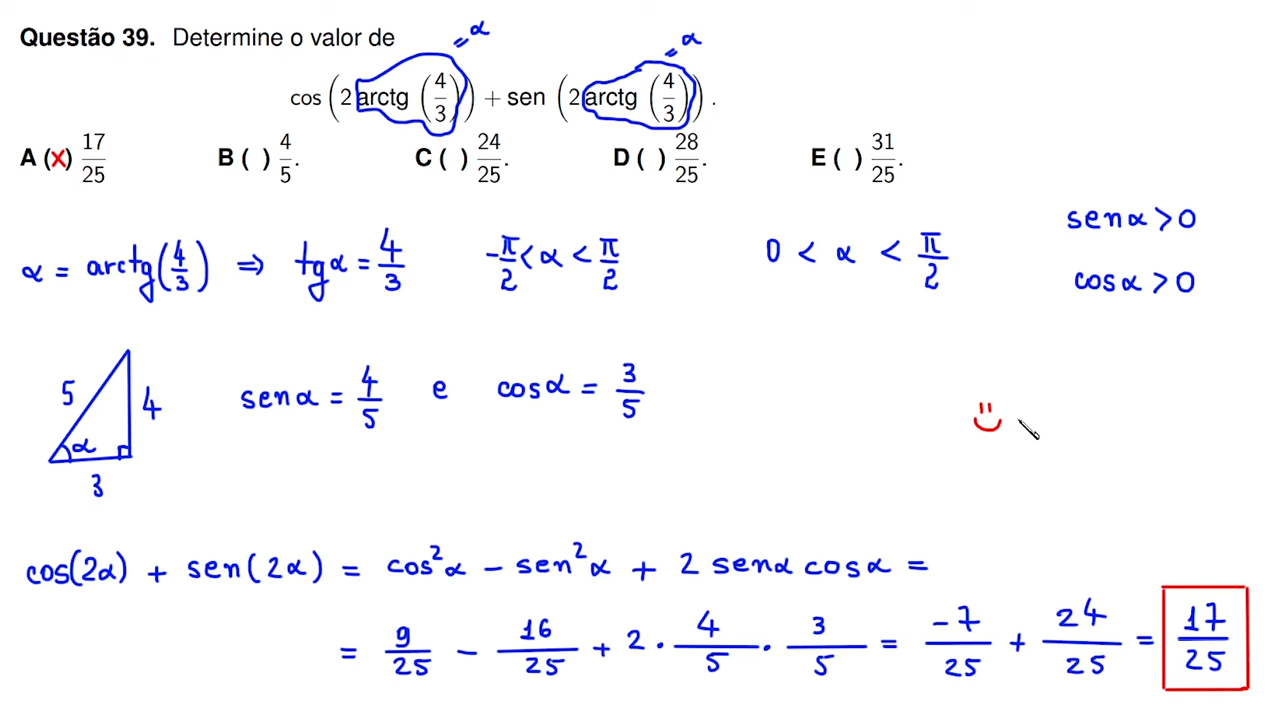 Questão 39. Determine o valor de
= α = α
cos (2 arctg (4/3)) + sen (2 arctg (4/3)).
A (x) 17/25 B ( ) 4/5. C ( ) 24/25. D ( ) 28/25. E ( ) 31/25.
senα > 0
α = arctg(4/3) ⇒ tgα = 4/3 -π/2 < α < π/2 0 < α < π/2
cosα > 0
5 4 senα = 4/5 e cosα = 3/5
α
3
cos(2α) + sen(2α) = cos²α - sen²α + 2 senα cosα =
= 9/25 - 16/25 + 2 · 4/5 · 3/5 = -7/25 + 24/25 = 17/25